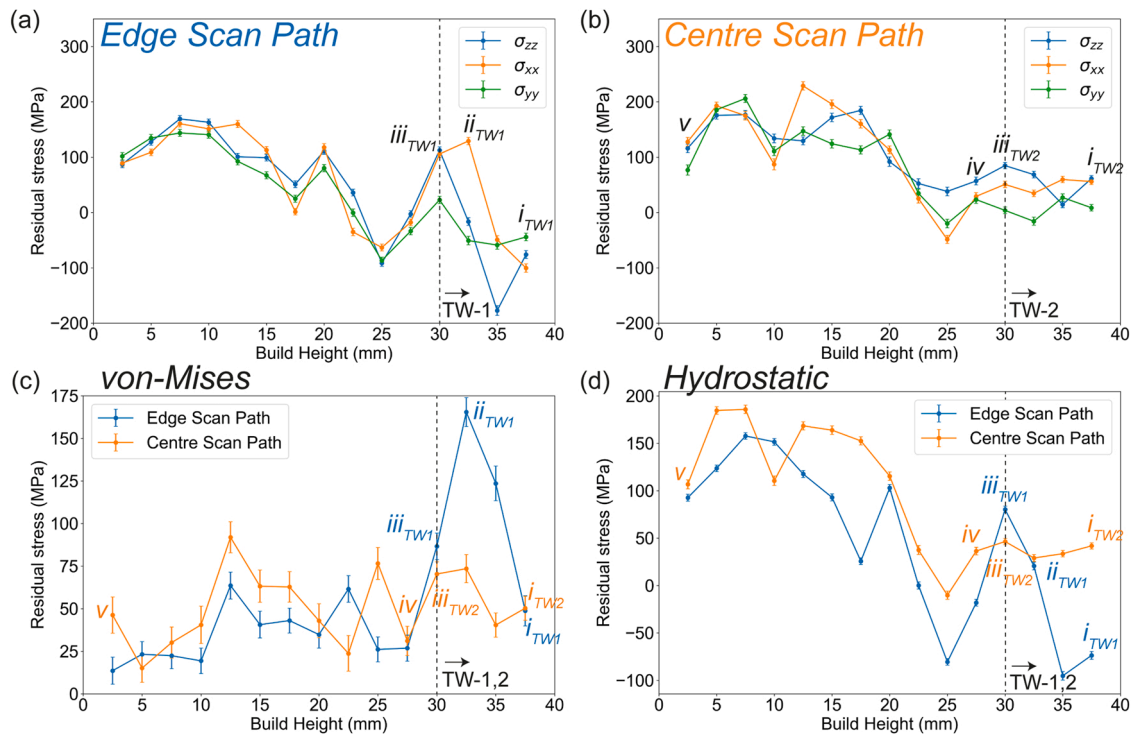 (a) Edge Scan Path
350
300
200
100
0
−100
−200
Residual stress (MPa)
σzz
σxx
σyy
iiiTW1
iiTW1
iTW1
TW-1
0 5 10 15 20 25 30 35 40
Build Height (mm)
(b) Centre Scan Path
300
200
100
0
−100
−200
Residual stress (MPa)
σzz
σxx
σyy
v
iv
iiiTW2
iTW2
TW-2
0 5 10 15 20 25 30 35 40
Build Height (mm)
(c) von-Mises
175
150
125
100
75
50
25
0
Residual stress (MPa)
Edge Scan Path
Centre Scan Path
v
iiTW1
iiiTW1
iv
iiiTW2
iTW2
iTW1
TW-1,2
0 5 10 15 20 25 30 35 40
Build Height (mm)
(d) Hydrostatic
200
150
100
50
0
−50
−100
Residual stress (MPa)
Edge Scan Path
Centre Scan Path
v
iiiTW1
iv
iTW2
iiiTW2
iiTW1
iTW1
TW-1,2
0 5 10 15 20 25 30 35 40
Build Height (mm)